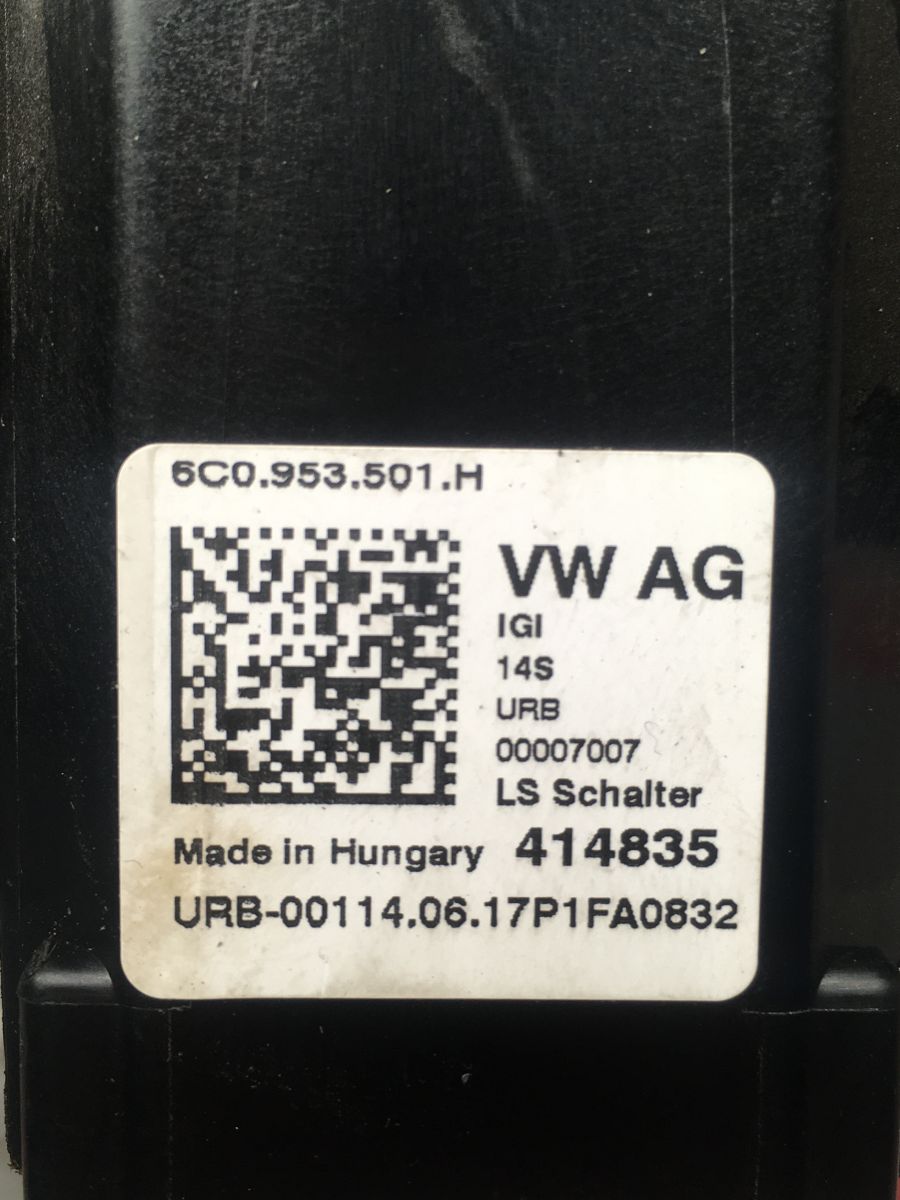 6C0.953.501.H
VW AG
IGI
14S
URB
00007007
LS Schalter
Made in Hungary 414835
URB-00114.06.17P1FA0832